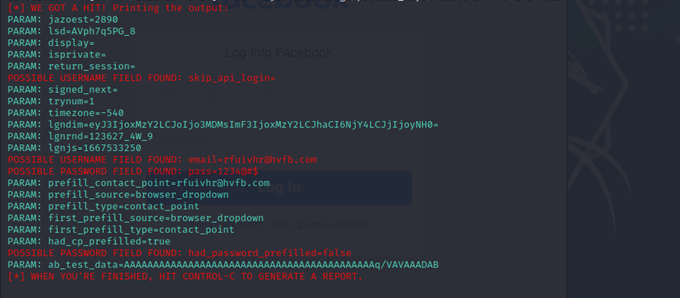 [*] WE GOT A HIT! Printing the output:
PARAM: jazoest=2890
PARAM: lsd=AVph7q5PG_8
PARAM: display=
PARAM: isprivate=
PARAM: return_session=
Log Into Facebook
POSSIBLE USERNAME FIELD FOUND: skip_api_login=
PARAM: signed_next=
PARAM: trynum=1
PARAM: timezone=-540
PARAM: lgndim=eyJ3IjoxMzY2LCJoIjo3MDMsImF3IjoxMzY2LCJhaCI6NjY4LCJjIjoyNH0=
PARAM: lgnrnd=123627_4W_9
PARAM: lgnjs=1667533250
POSSIBLE USERNAME FIELD FOUND: email=rfuivhr@hvfb.com
POSSIBLE PASSWORD FIELD FOUND: pass=1234@#$
PARAM: prefill_contact_point=rfuivhr@hvfb.com
PARAM: prefill_source=browser_dropdown
Log In
PARAM: prefill_type=contact_point
PARAM: first_prefill_source=browser_dropdown
PARAM: first_prefill_type=contact_point
PARAM: had_cp_prefilled=true
POSSIBLE PASSWORD FIELD FOUND: had_password_prefilled=false
PARAM: ab_test_data=AAAAAAAAAAAAAAAAAAAAAAAAAAAAAAAAAAAAAAAAAAAAq/VAVAAADAB
[*] WHEN YOU'RE FINISHED, HIT CONTROL-C TO GENERATE A REPORT.